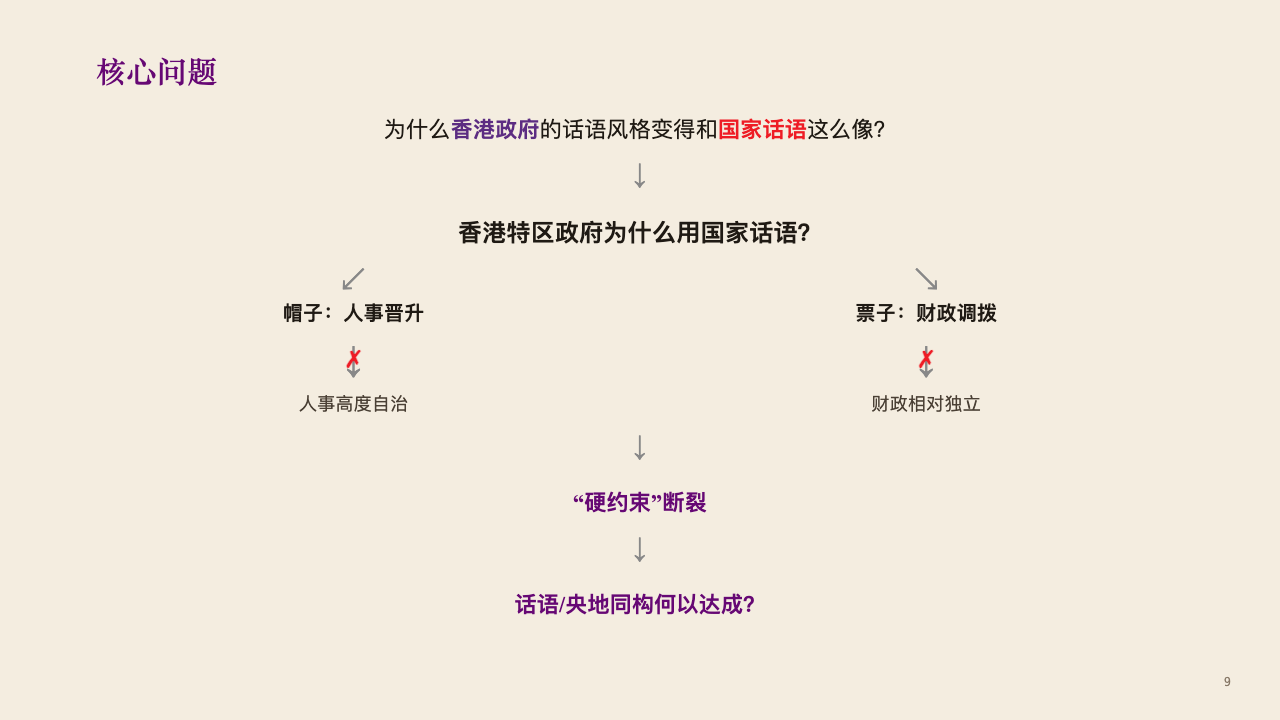 核心问题
为什么香港政府的话语风格变得和国家话语这么像?
↓
香港特区政府为什么用国家话语?
↙ ↘
帽子：人事晋升 票子：财政调拨
↓ ✗ ↓ ✗
人事高度自治 财政相对独立
↓
“硬约束”断裂
↓
话语/央地同构何以达成?
9